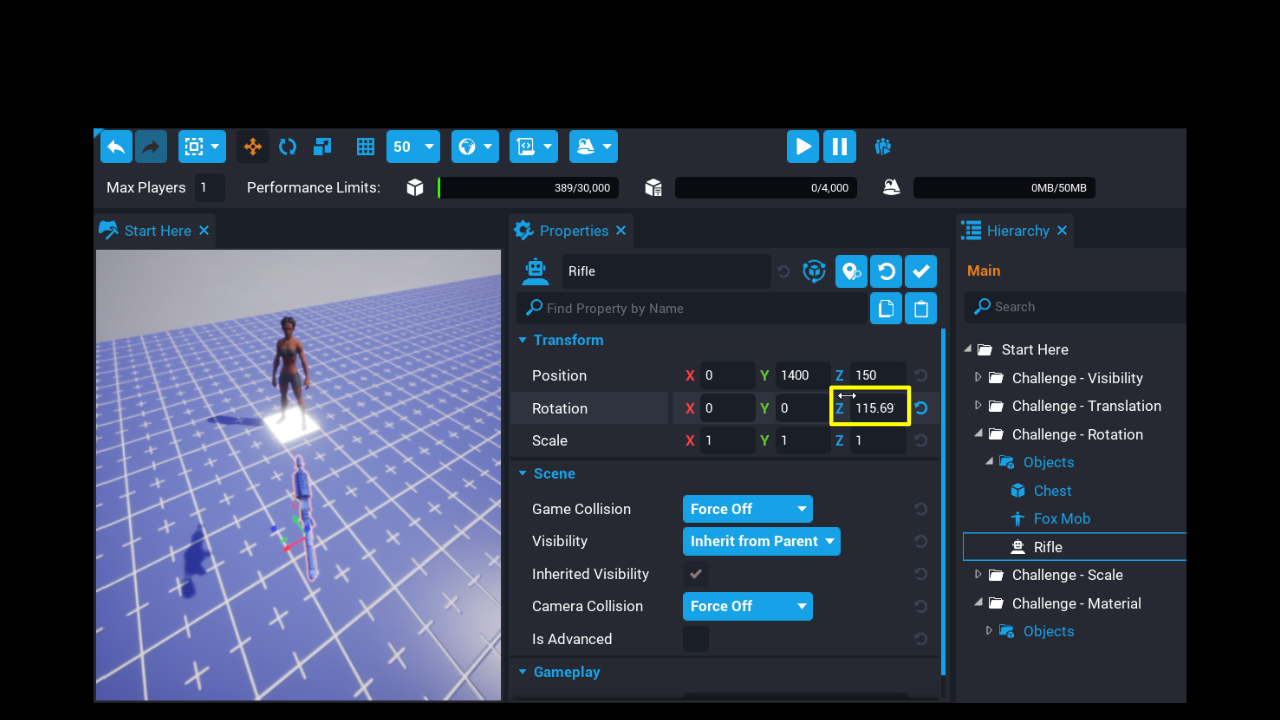 50
Max Players 1 Performance Limits: 389/30,000 0/4,000 0MB/50MB
Start Here
Properties
Rifle
Find Property by Name
Transform
Position X 0 Y 1400 Z 150
Rotation X 0 Y 0 Z 115.69
Scale X 1 Y 1 Z 1
Scene
Game Collision Force Off
Visibility Inherit from Parent
Inherited Visibility
Camera Collision Force Off
Is Advanced
Gameplay
Hierarchy
Main
Search
Start Here
Challenge - Visibility
Challenge - Translation
Challenge - Rotation
Objects
Chest
Fox Mob
Rifle
Challenge - Scale
Challenge - Material
Objects